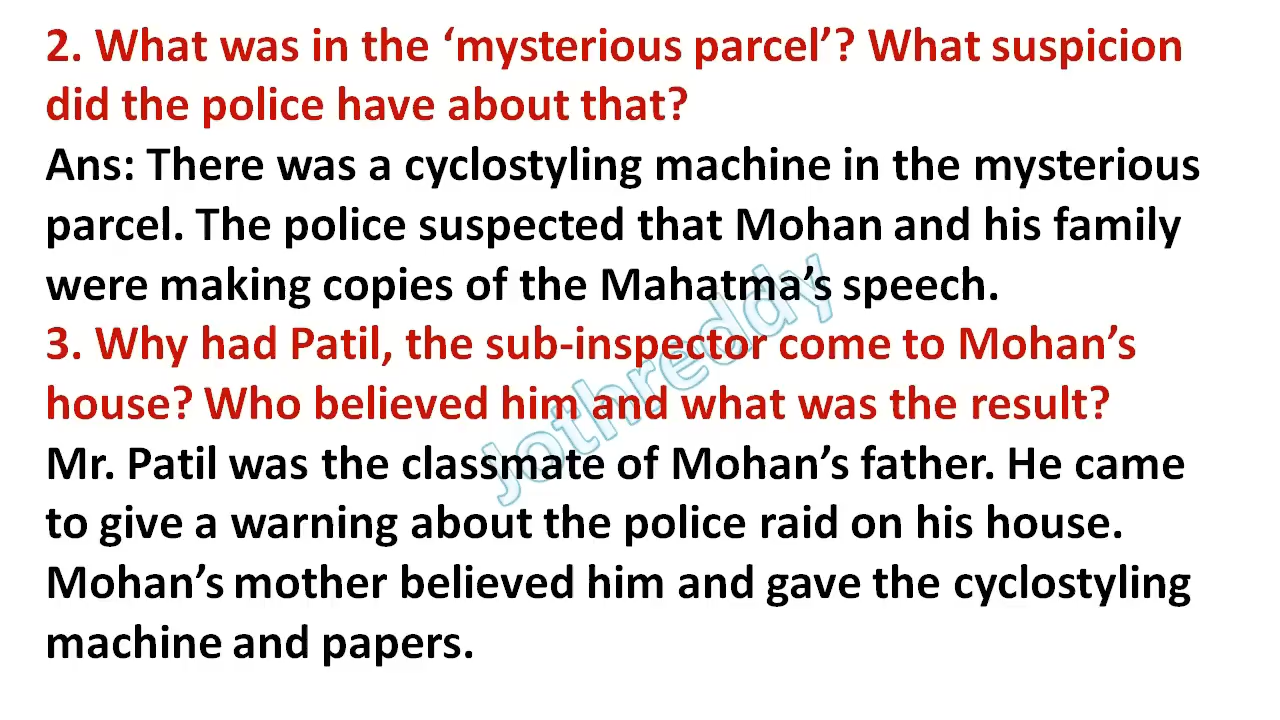 2. What was in the ‘mysterious parcel’? What suspicion
did the police have about that?
Ans: There was a cyclostyling machine in the mysterious
parcel. The police suspected that Mohan and his family
were making copies of the Mahatma’s speech.
3. Why had Patil, the sub-inspector come to Mohan’s
house? Who believed him and what was the result?
Mr. Patil was the classmate of Mohan’s father. He came
to give a warning about the police raid on his house.
Mohan’s mother believed him and gave the cyclostyling
machine and papers.
Jothreddy